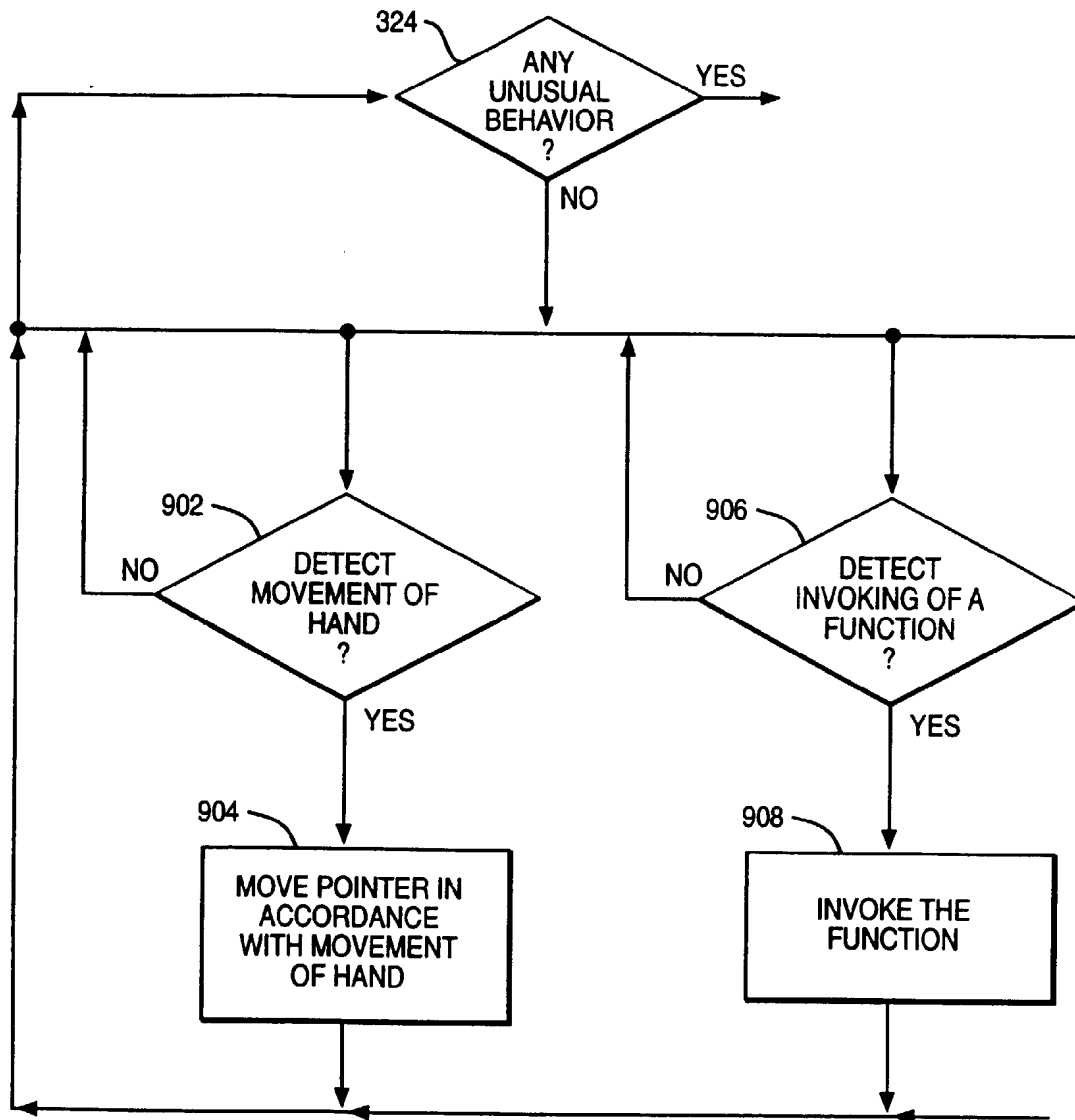 324
ANY
UNUSUAL
BEHAVIOR
?
YES
NO
902
NO
DETECT
MOVEMENT OF
HAND
?
YES
906
NO
DETECT
INVOKING OF A
FUNCTION
?
YES
904
MOVE POINTER IN
ACCORDANCE
WITH MOVEMENT
OF HAND
908
INVOKE THE
FUNCTION